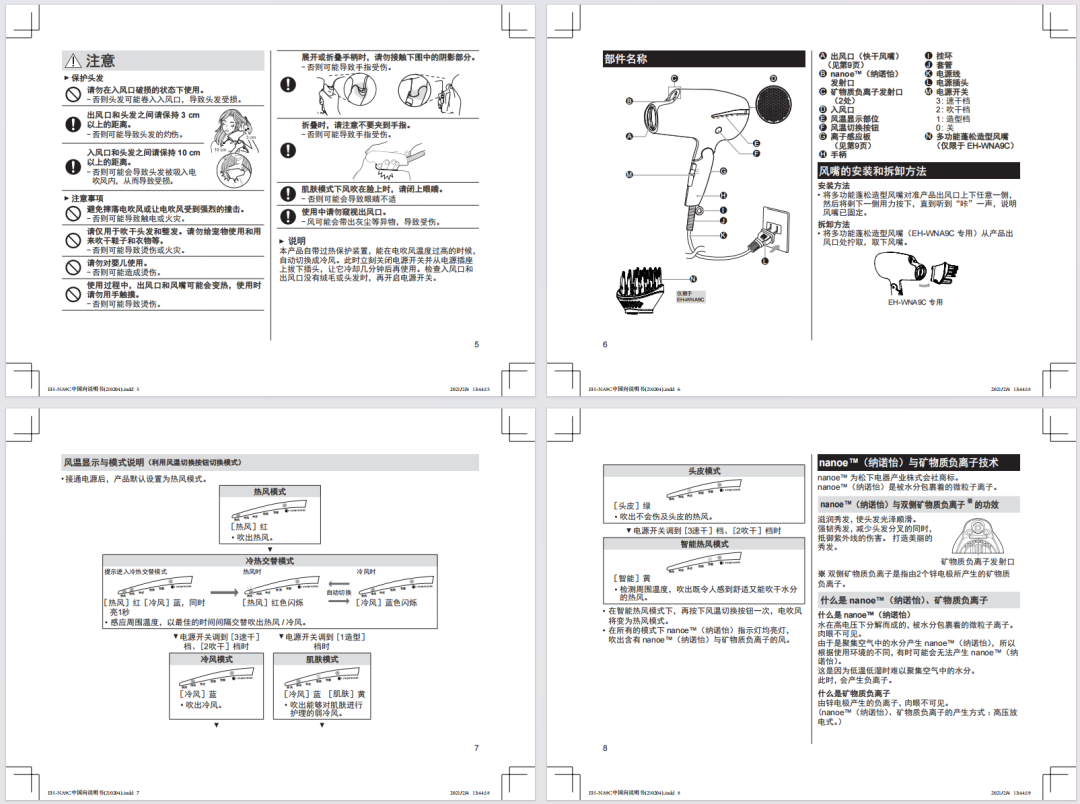 注意
▶ 保护头发
请勿在入风口破损的状态下使用。
– 否则头发可能卷入入风口，导致头发受损。
出风口和头发之间请保持 3 cm
以上的距离。
– 否则可能导致头发的灼伤。
入风口和头发之间请保持 10 cm
以上的距离。
– 否则可能会导致头发被吸入电
吹风内，从而导致受损。
3 cm
10 cm
▶ 注意事项
避免摔落电吹风或让电吹风受到强烈的撞击。
– 否则可能导致触电或火灾。
请仅用于吹干头发和整发。请勿给宠物使用和用
来吹干鞋子和衣物等。
– 否则可能导致烫伤或火灾。
请勿对婴儿使用。
– 否则可能造成烫伤。
使用过程中，出风口和风嘴可能会变热，使用时
请勿用手触摸。
– 否则可能导致烫伤。
展开或折叠手柄时，请勿接触下图中的阴影部分。
– 否则可能导致手指受伤。
折叠时，请注意不要夹到手指。
– 否则可能导致手指受伤。
肌肤模式下风吹在脸上时，请闭上眼睛。
– 否则可能会导致眼睛不适
使用中请勿窥视出风口。
– 风可能会带出灰尘等异物，导致受伤。
▶ 说明
本产品自带过热保护装置，能在电吹风温度过高的时候，
自动切换成冷风。此时立刻关闭电源开关并从电源插座
上拔下插头，让它冷却几分钟后再使用。检查入风口和
出风口没有绒毛或头发时，再开启电源开关。
5
EH-NA9C中国向说明书(210204).indd 5
2021/2/4 13:44:53
部件名称
A
B
C
D
E
F
G
H
I
J
K
L
M
N
仅限于
EH-WNA9C
A 出风口（快干风嘴）
（见第9页）
B nanoe™（纳诺怡）
发射口
C 矿物质负离子发射口
（2处）
D 入风口
E 风温显示部位
F 风温切换按钮
G 离子感应板
（见第9页）
H 手柄
I 挂环
J 套管
K 电源线
L 电源插头
M 电源开关
3: 速干档
2: 吹干档
1: 造型档
0: 关
N 多功能蓬松造型风嘴
（仅限于 EH-WNA9C）
风嘴的安装和拆卸方法
安装方法
• 将多功能蓬松造型风嘴对准产品出风口上下任意一侧，
然后将剩下一侧用力按下，直到听到“咔”一声，说明
风嘴已固定。
拆卸方法
• 将多功能蓬松造型风嘴（EH-WNA9C 专用）从产品出
风口处拧取，取下风嘴。
EH-WNA9C 专用
6
EH-NA9C中国向说明书(210204).indd 6
2021/2/4 13:44:58
风温显示与模式说明（利用风温切换按钮切换模式）
• 接通电源后，产品默认设置为热风模式。
热风模式
［热风］红
• 吹出热风。
▼
冷热交替模式
提示进入冷热交替模式
热风时
冷风时
自动切换
［热风］红［冷风］蓝，同时
亮1秒
［热风］红色闪烁
［冷风］蓝色闪烁
• 感应周围温度，以最佳的时间间隔交替吹出热风 / 冷风。
▼电源开关调到［3速干］
档、［2吹干］档时
▼电源开关调到［1造型］
档时
冷风模式
［冷风］蓝
• 吹出冷风。
▼
肌肤模式
［冷风］蓝 ［肌肤］黄
• 吹出能够对肌肤进行
护理的弱冷风。
▼
7
EH-NA9C中国向说明书(210204).indd 7
2021/2/4 13:44:58
头皮模式
［头皮］绿
• 吹出不会伤及头皮的热风。
▼电源开关调到［3速干］档、［2吹干］档时
智能热风模式
［智能］黄
• 检测周围温度，吹出既令人感到舒适又能吹干水分
的热风。
• 在智能热风模式下，再按下风温切换按钮一次，电吹风
将变为热风模式。
• 在所有的模式下 nanoe™（纳诺怡）指示灯均亮灯，
吹出含有 nanoe™（纳诺怡）与矿物质负离子的风。
nanoe™（纳诺怡）与矿物质负离子技术
nanoe™ 为松下电器产业株式会社商标。
nanoe™（纳诺怡）是被水分包裹着的微粒子离子。
nanoe™（纳诺怡）与双侧矿物质负离子※的功效
滋润秀发，使头发光泽顺滑。
强韧秀发，减少头发分叉的同时，
抵御紫外线的伤害。打造美丽的
秀发。
矿物质负离子发射口
※ 双侧矿物质负离子是指由2个锌电极所产生的矿物质
负离子。
什么是 nanoe™（纳诺怡）、矿物质负离子
什么是 nanoe™（纳诺怡）
水在高电压下分解而成的，被水分包裹着的微粒子离子。
肉眼不可见。
由于是聚集空气中的水分产生 nanoe™（纳诺怡），所以
根据使用环境的不同，有时可能会无法产生 nanoe™（纳
诺怡）。
这是因为低温低湿时难以聚集空气中的水分。
此时，会产生负离子。
什么是矿物质负离子
由锌电极产生的负离子，肉眼不可见。
（nanoe™（纳诺怡）、矿物质负离子的产生方式：高压放
电式。）
8
EH-NA9C中国向说明书(210204).indd 8
2021/2/4 13:44:59